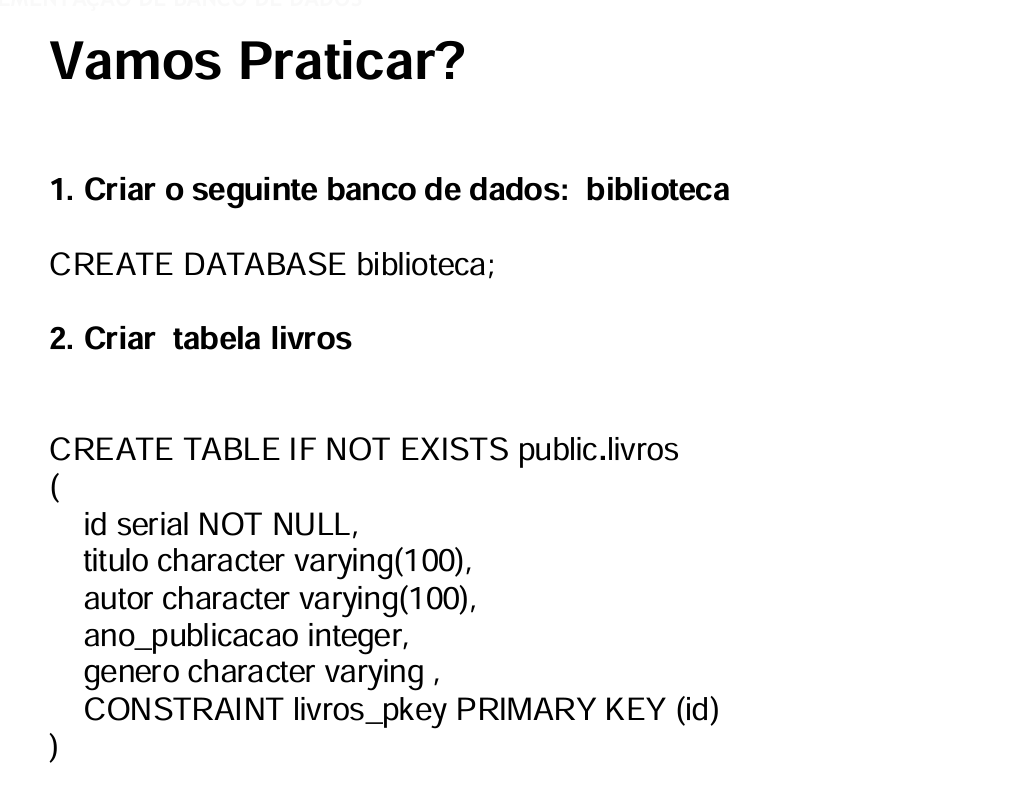 Vamos Praticar?
1. Criar o seguinte banco de dados: biblioteca
CREATE DATABASE biblioteca;
2. Criar tabela livros
CREATE TABLE IF NOT EXISTS public.livros
(
id serial NOT NULL,
titulo character varying(100),
autor character varying(100),
ano_publicacao integer,
genero character varying ,
CONSTRAINT livros_pkey PRIMARY KEY (id)
)